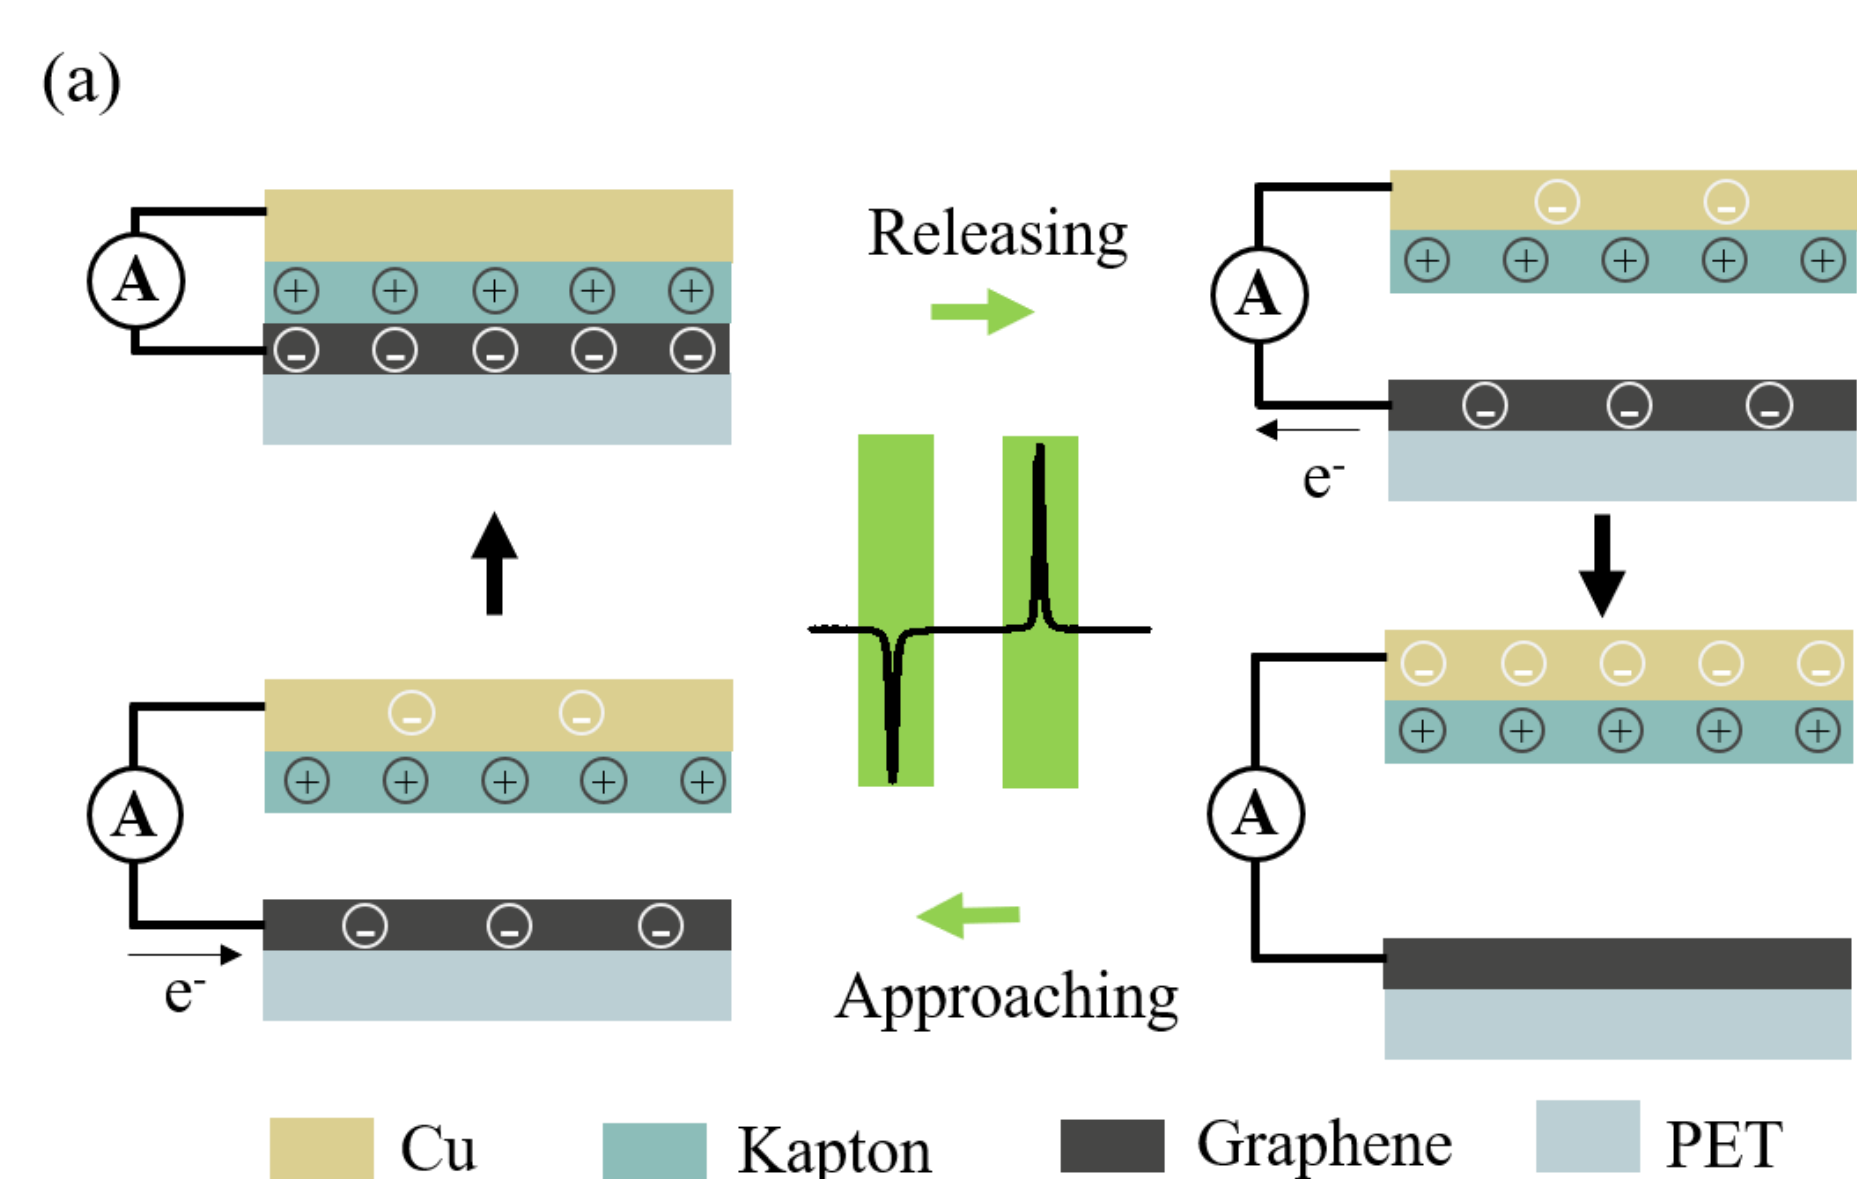 (a)
A
Releasing
A
e-
A
e-
Approaching
A
Cu
Kapton
Graphene
PET